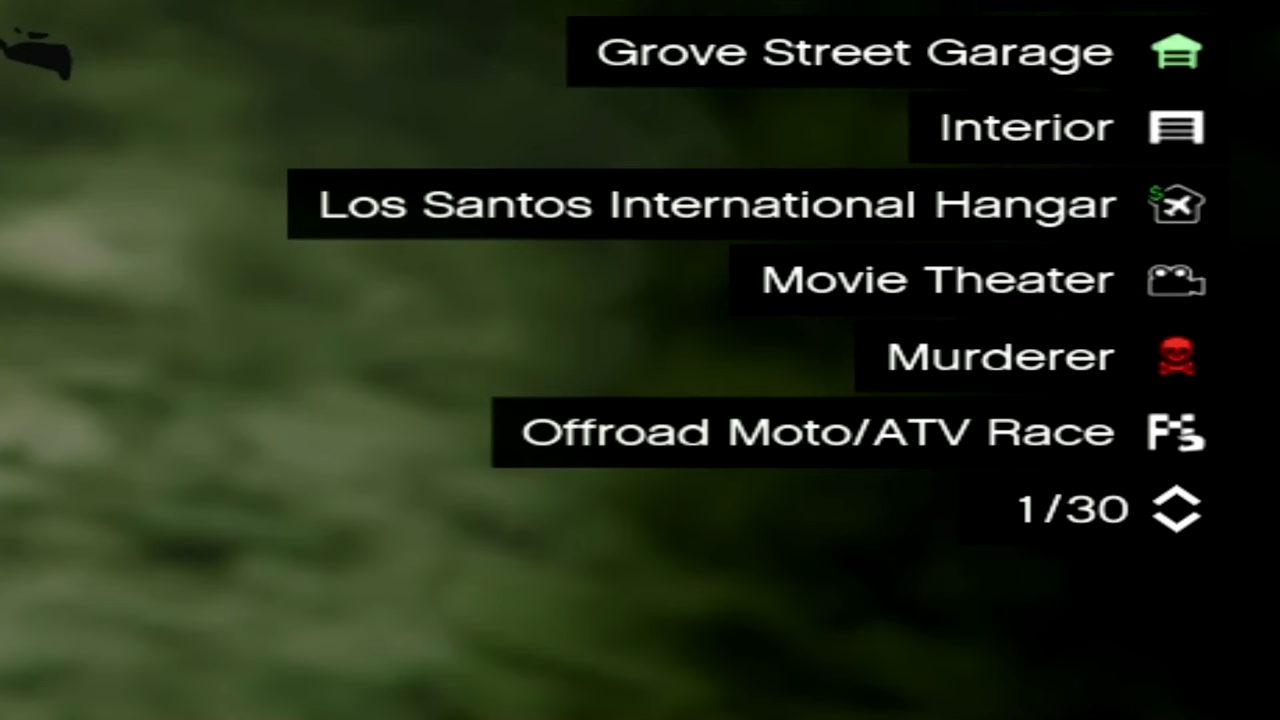 Grove Street Garage
Interior
Los Santos International Hangar
Movie Theater
Murderer
Offroad Moto/ATV Race
1/30